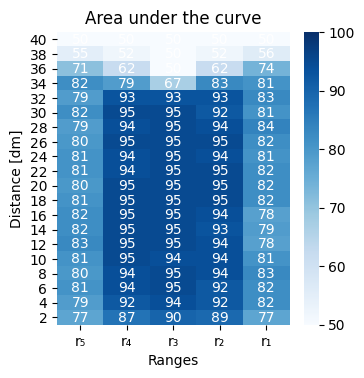 Area under the curve
Distance [dm]
40
38 55
36 71 62 62 74
34 82 79 67 83 81
32 79 93 93 93 83
30 82 95 95 92 81
28 79 94 95 94 84
26 80 95 95 95 82
24 81 94 95 94 81
22 81 94 95 95 82
20 80 95 95 95 82
18 81 95 95 95 82
16 82 95 95 94 78
14 82 95 95 93 79
12 83 95 95 94 78
10 81 95 94 94 81
8 80 94 95 94 83
6 81 94 95 92 82
4 79 92 94 92 82
2 77 87 90 89 77
r₅ r₄ r₃ r₂ r₁
Ranges
100
90
80
70
60
50